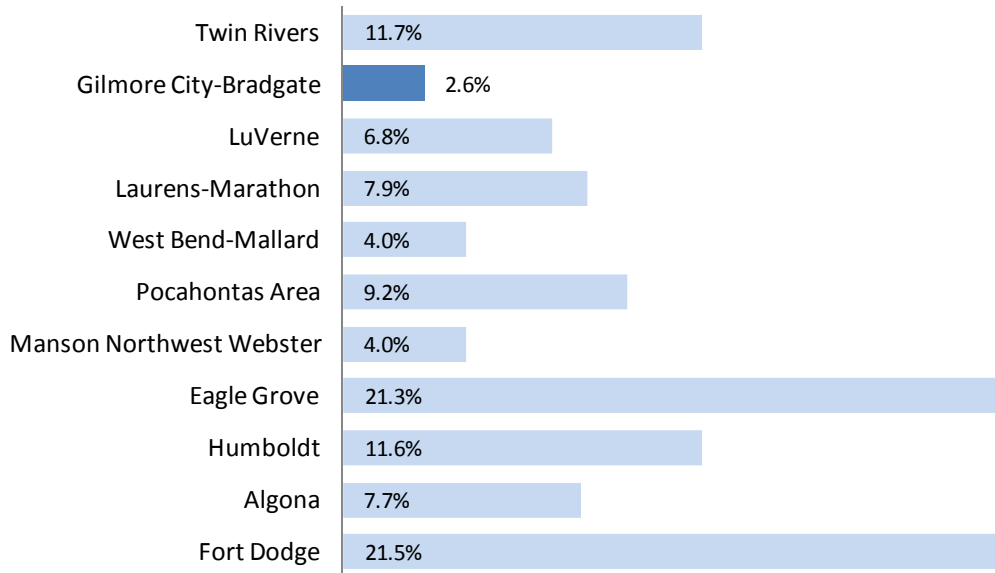 Twin Rivers 11.7%
Gilmore City-Bradgate 2.6%
LuVerne 6.8%
Laurens-Marathon 7.9%
West Bend-Mallard 4.0%
Pocahontas Area 9.2%
Manson Northwest Webster 4.0%
Eagle Grove 21.3%
Humboldt 11.6%
Algona 7.7%
Fort Dodge 21.5%